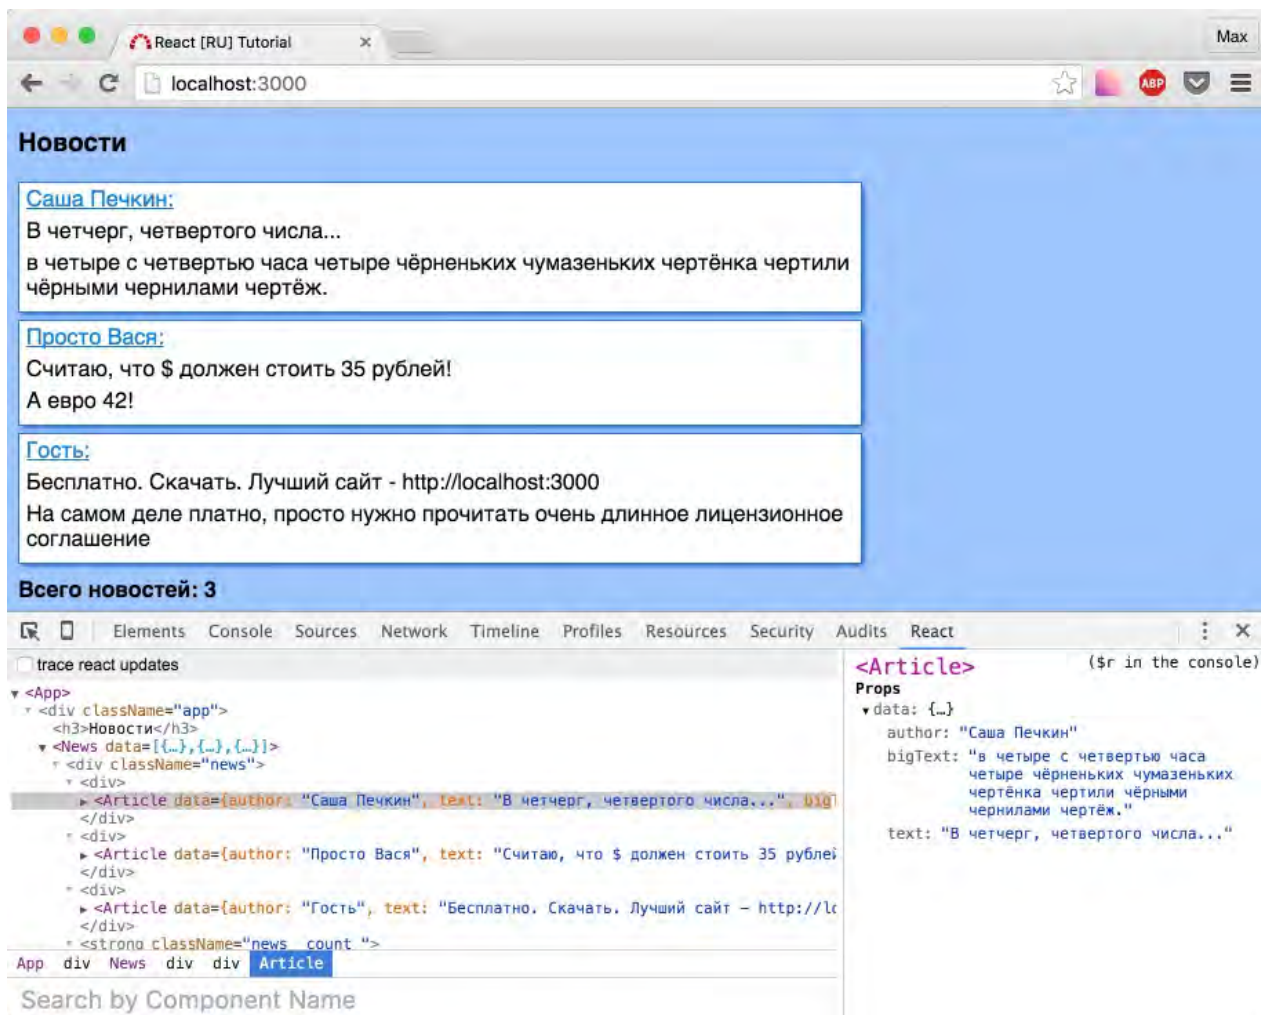 React [RU] Tutorial
Max
localhost:3000
ABP
Новости
Саша Печкин:
В четчерг, четвертого числа...
в четыре с четвертью часа четыре чёрненьких чумазеньких чертёнка чертили
чёрными чернилами чертёж.
Просто Вася:
Считаю, что $ должен стоить 35 рублей!
А евро 42!
Гость:
Бесплатно. Скачать. Лучший сайт - http://localhost:3000
На самом деле платно, просто нужно прочитать очень длинное лицензионное
соглашение
Всего новостей: 3
Elements Console Sources Network Timeline Profiles Resources Security Audits React
trace react updates
<App>
<div className="app">
<h3>Новости</h3>
<News data=[{…},{…},{…}]>
<div className="news">
<div>
<Article data={author: "Саша Печкин", text: "В четчерг, четвертого числа...", big
</div>
<div>
<Article data={author: "Просто Вася", text: "Считаю, что $ должен стоить 35 рублей
</div>
<div>
<Article data={author: "Гость", text: "Бесплатно. Скачать. Лучший сайт - http://lo
</div>
<strong className="news__count ">
App div News div div Article
Search by Component Name
<Article> ($r in the console)
Props
data: {…}
author: "Саша Печкин"
bigText: "в четыре с четвертью часа
четыре чёрненьких чумазеньких
чертёнка чертили чёрными
чернилами чертёж."
text: "В четчерг, четвертого числа..."